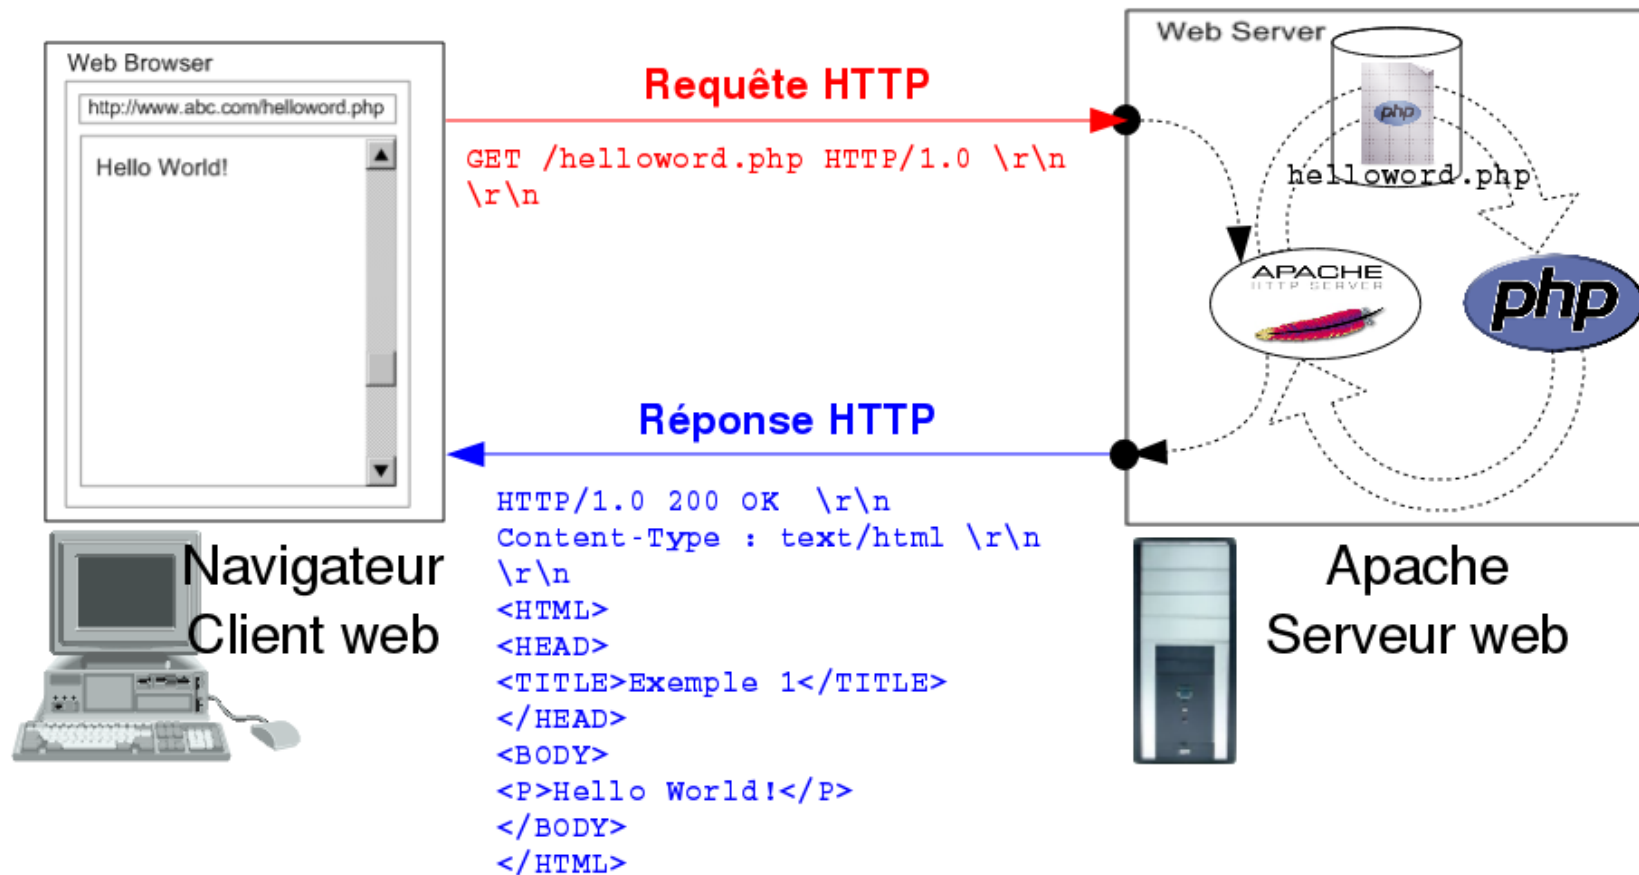 Web Browser
http://www.abc.com/helloword.php
Hello World!
Navigateur
Client web
Requête HTTP
GET /helloword.php HTTP/1.0 \r\n
\r\n
Réponse HTTP
HTTP/1.0 200 OK  \r\n
Content-Type : text/html \r\n
\r\n
<HTML>
<HEAD>
<TITLE>Exemple 1</TITLE>
</HEAD>
<BODY>
<P>Hello World!</P>
</BODY>
</HTML>
Web Server
php
helloword.php
APACHE
HTTP SERVER
php
Apache
Serveur web